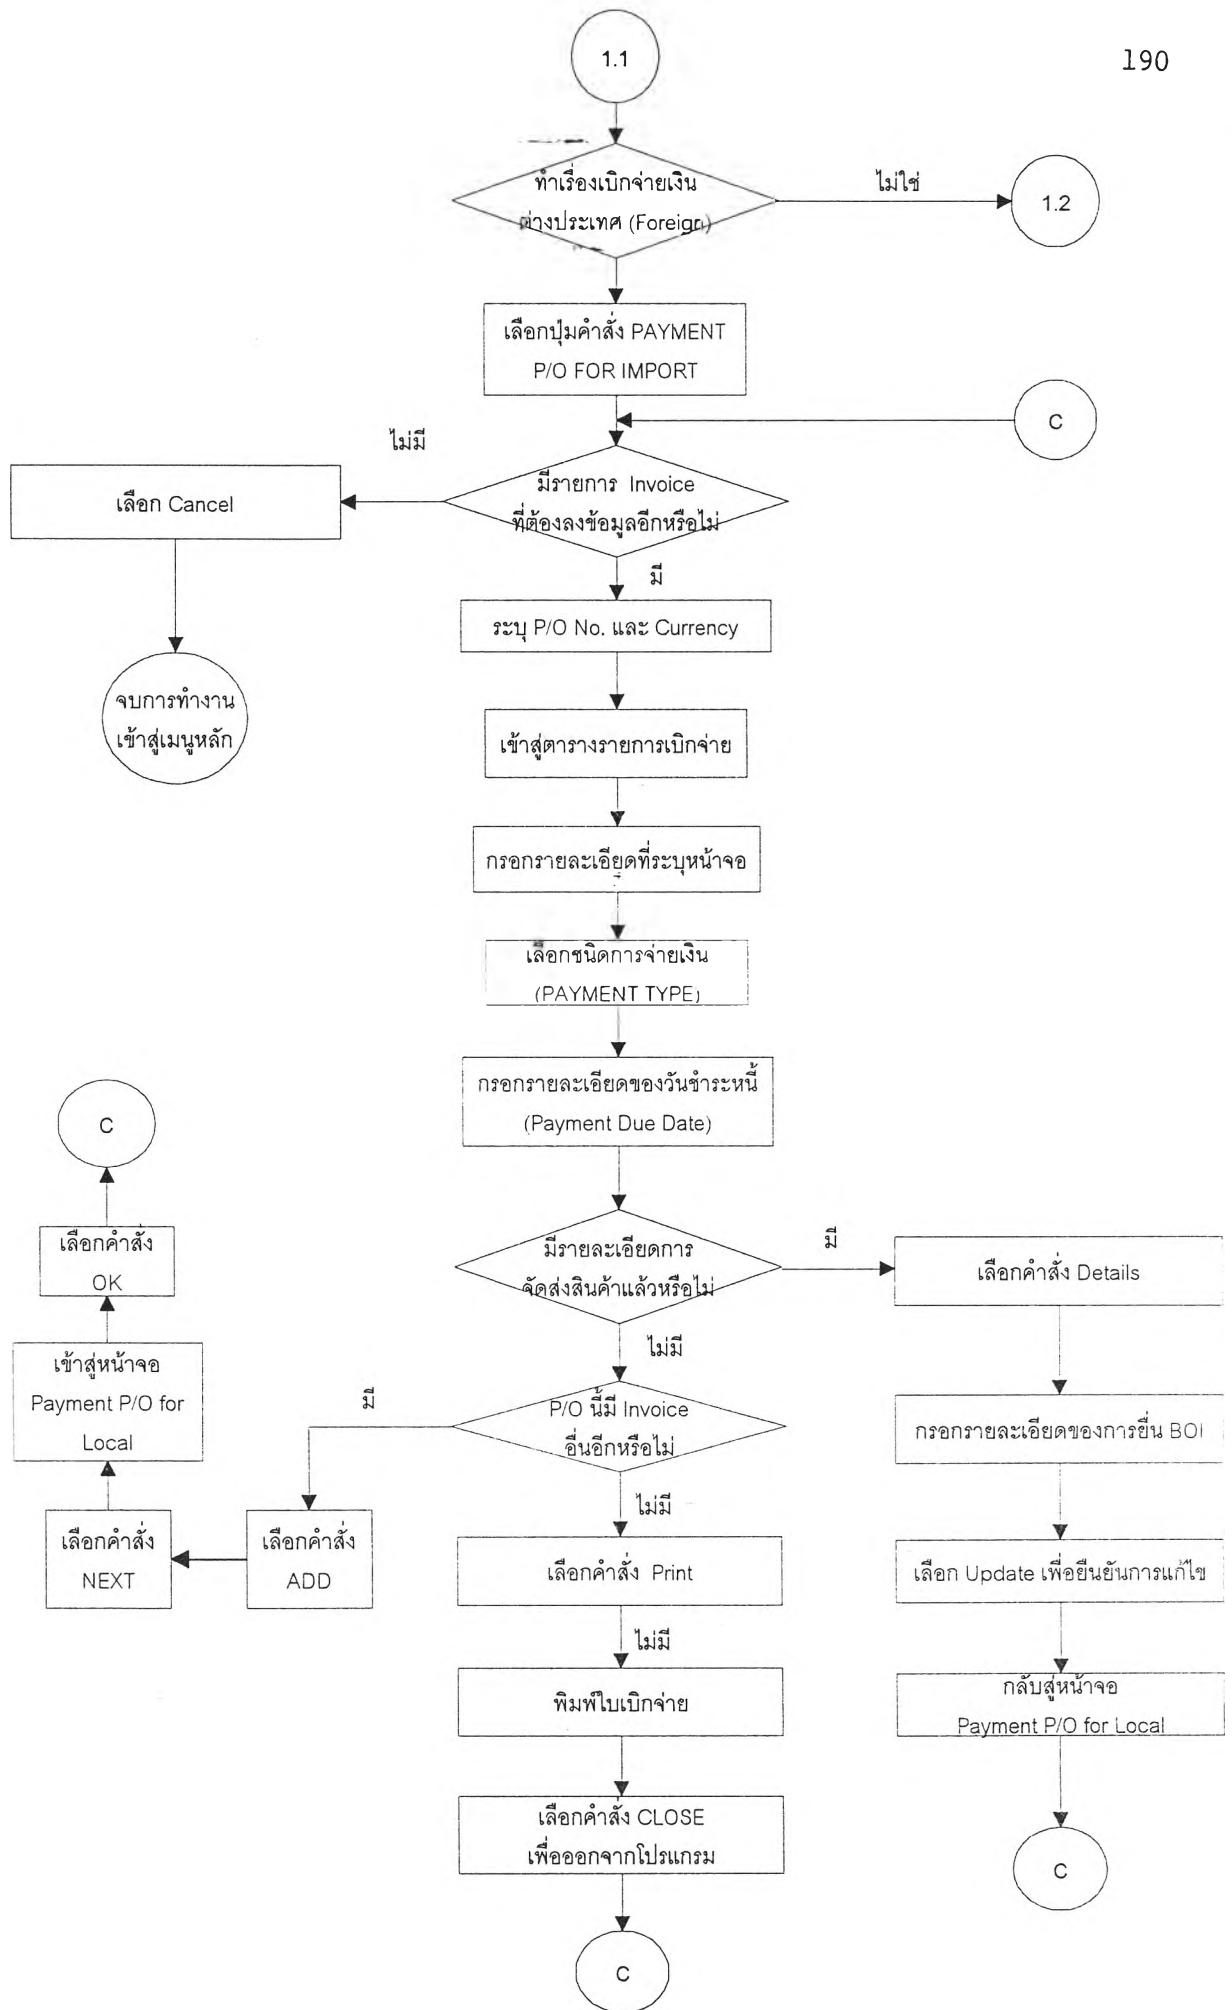 190
1.1
ทำเรื่องเบิกจ่ายเงิน
ต่างประเทศ (Foreign)
ไม่ใช่
1.2
เลือกปุ่มคำสั่ง PAYMENT
P/O FOR IMPORT
C
ไม่มี
มีรายการ Invoice
ที่ต้องลงข้อมูลอีกหรือไม่
เลือก Cancel
มี
จบการทำงาน
เข้าสู่เมนูหลัก
ระบุ P/O No. และ Currency
เข้าสู่ตารางรายการเบิกจ่าย
กรอกรายละเอียดที่ระบุหน้าจอ
เลือกชนิดการจ่ายเงิน
(PAYMENT TYPE)
กรอกรายละเอียดของวันชำระหนี้
(Payment Due Date)
มีรายละเอียดการ
จัดส่งสินค้าแล้วหรือไม่
มี
เลือกคำสั่ง Details
ไม่มี
กรอกรายละเอียดของการยื่น BOI
เลือก Update เพื่อยืนยันการแก้ไข
กลับสู่หน้าจอ
Payment P/O for Local
C
P/O นี้มี Invoice
อื่นอีกหรือไม่
มี
เลือกคำสั่ง
ADD
เลือกคำสั่ง
NEXT
เข้าสู่หน้าจอ
Payment P/O for
Local
เลือกคำสั่ง
OK
C
ไม่มี
เลือกคำสั่ง Print
ไม่มี
พิมพ์ใบเบิกจ่าย
เลือกคำสั่ง CLOSE
เพื่อออกจากโปรแกรม
C